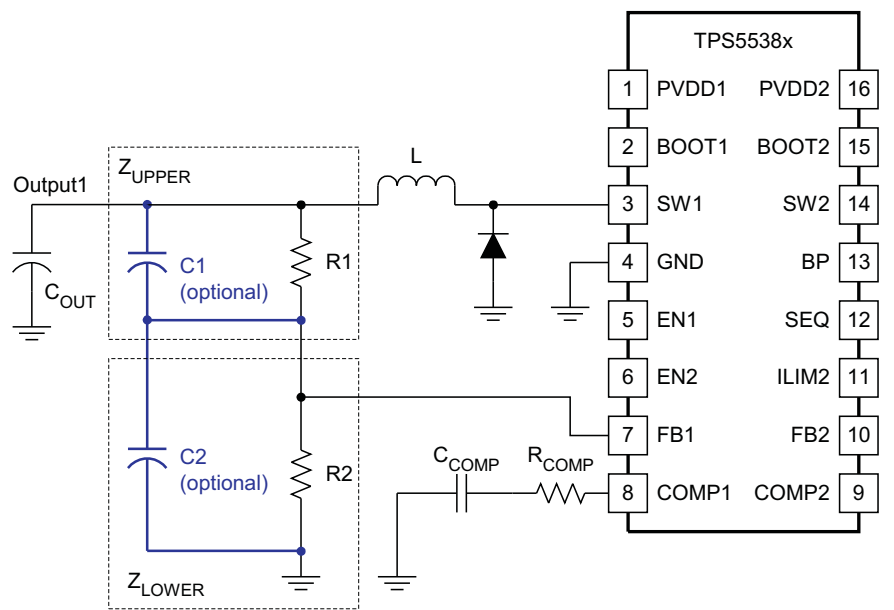 TPS5538x
1 PVDD1 PVDD2 16
2 BOOT1 BOOT2 15
3 SW1 SW2 14
4 GND BP 13
5 EN1 SEQ 12
6 EN2 ILIM2 11
7 FB1 FB2 10
8 COMP1 COMP2 9
L
ZUPPER
Output1
COUT
C1
(optional)
R1
C2
(optional)
R2
ZLOWER
CCOMP
RCOMP